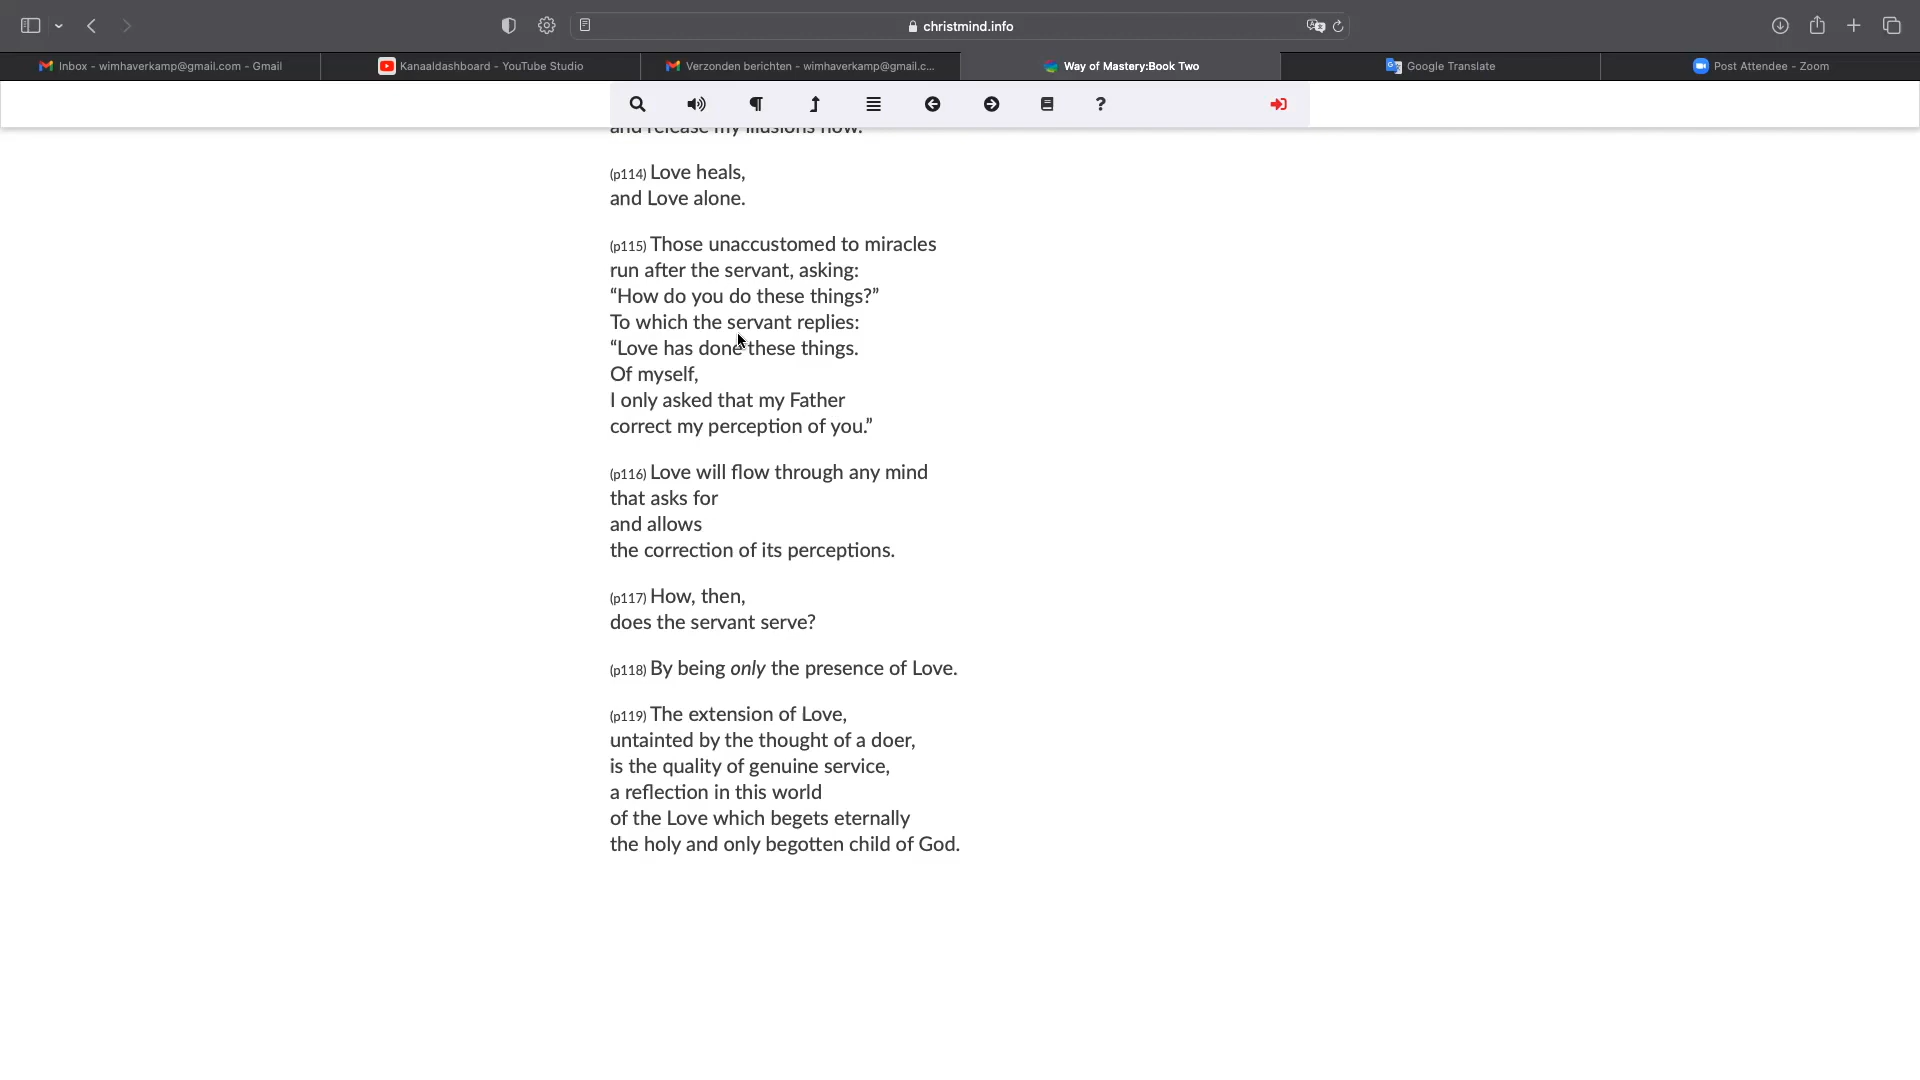 christmind.info
Inbox - wimhaverkamp@gmail.com - Gmail
Kanaaldashboard - YouTube Studio
Verzonden berichten - wimhaverkamp@gmail.c...
Way of Mastery:Book Two
Google Translate
Post Attendee - Zoom
?
and release my illusions now.
(p114) Love heals,
and Love alone.
(p115) Those unaccustomed to miracles
run after the servant, asking:
“How do you do these things?”
To which the servant replies:
“Love has done these things.
Of myself,
I only asked that my Father
correct my perception of you.”
(p116) Love will flow through any mind
that asks for
and allows
the correction of its perceptions.
(p117) How, then,
does the servant serve?
(p118) By being only the presence of Love.
(p119) The extension of Love,
untainted by the thought of a doer,
is the quality of genuine service,
a reflection in this world
of the Love which begets eternally
the holy and only begotten child of God.